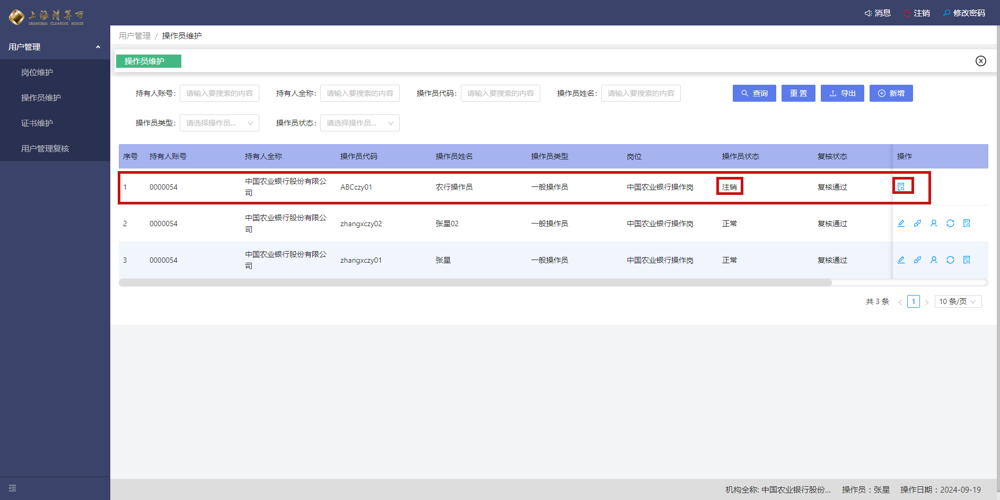 上海清算所
SHANGHAI CLEARING HOUSE
消息 注销 修改密码
用户管理
岗位维护
操作员维护
证书维护
用户管理复核
用户管理 / 操作员维护
操作员维护
持有人账号: 请输入要搜索的内容 持有人全称: 请输入要搜索的内容 操作员代码: 请输入要搜索的内容 操作员姓名: 请输入要搜索的内容 查询 重置 导出 新增
操作员类型: 请选择操作员... 操作员状态: 请选择操作员...
序号 持有人账号 持有人全称 操作员代码 操作员姓名 操作员类型 岗位 操作员状态 复核状态 操作
1 0000054 中国农业银行股份有限公 ABCczy01 农行操作员 一般操作员 中国农业银行操作岗 注销 复核通过
司
2 0000054 中国农业银行股份有限公 zhangxczy02 张星02 一般操作员 中国农业银行操作岗 正常 复核通过
司
3 0000054 中国农业银行股份有限公 zhangxczy01 张星 一般操作员 中国农业银行操作岗 正常 复核通过
司
共 3 条 < 1 > 10 条/页
机构全称: 中国农业银行股份... 操作员：张星 操作日期：2024-09-19